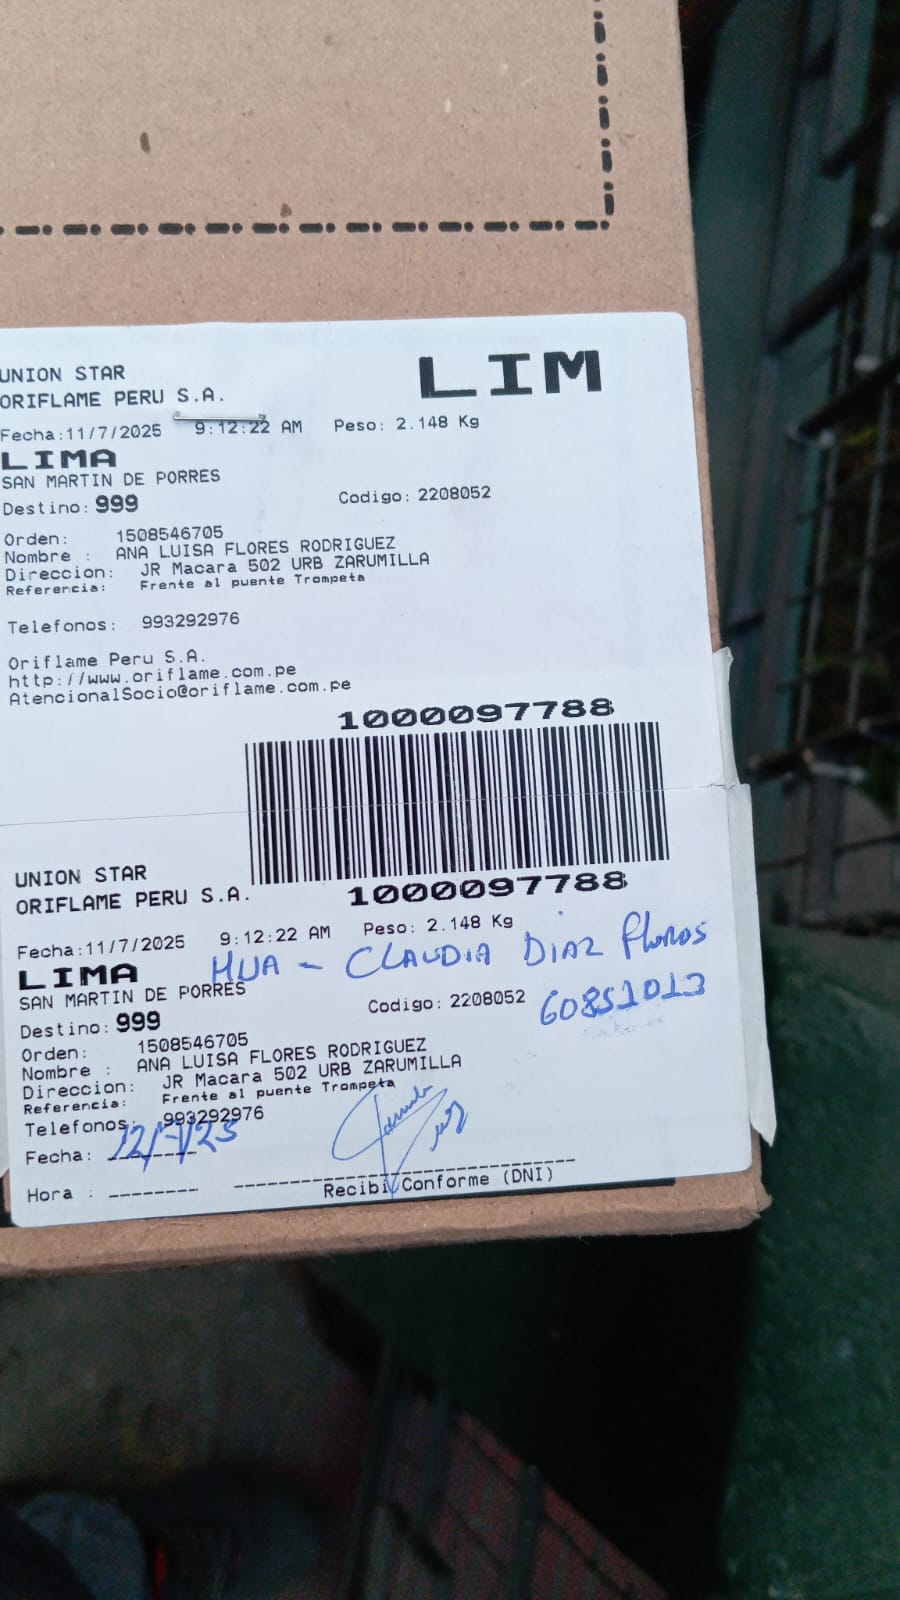 LIM
UNION STAR
ORIFLAME PERU S.A.
Fecha:11/7/2025 9:12:22 AM Peso: 2.148 Kg
LIMA
SAN MARTIN DE PORRES
Destino: 999 Codigo: 2208052
Orden: 1508546705
Nombre : ANA LUISA FLORES RODRIGUEZ
Direccion: JR Macara 502 URB ZARUMILLA
Referencia: Frente al puente Trompeta
Telefonos: 993292976
Oriflame Peru S.A.
http://www.oriflame.com.pe
AtencionalSocio@oriflame.com.pe
1000097788
1000097788
UNION STAR
ORIFLAME PERU S.A.
Fecha:11/7/2025 9:12:22 AM Peso: 2.148 Kg
LIMA
HUA - CLAUDIA DIAZ Flores
SAN MARTIN DE PORRES
Destino: 999 Codigo: 2208052
60851013
Orden: 1508546705
Nombre : ANA LUISA FLORES RODRIGUEZ
Direccion: JR Macara 502 URB ZARUMILLA
Referencia: Frente al puente Trompeta
Telefonos: 993292976
Fecha:
Hora :
Recibi Conforme (DNI)